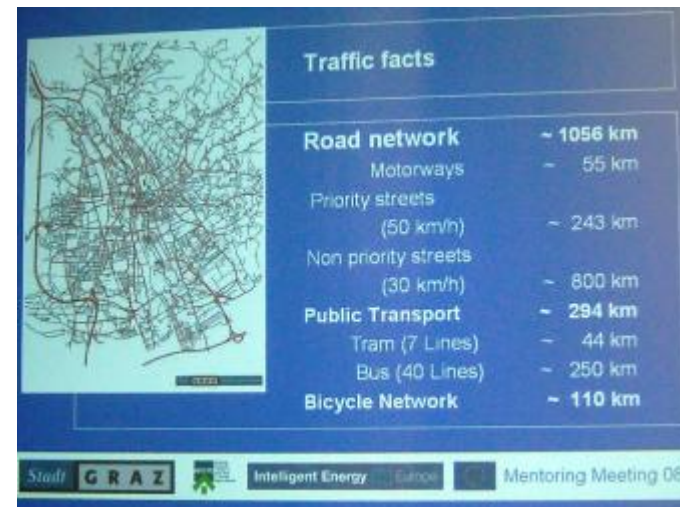 Traffic facts
Road network ~ 1056 km
Motorways ~ 55 km
Priority streets
(50 km/h) ~ 243 km
Non priority streets
(30 km/h) ~ 800 km
Public Transport ~ 294 km
Tram (7 Lines) ~ 44 km
Bus (40 Lines) ~ 250 km
Bicycle Network ~ 110 km
Stadt GRAZ Intelligent Energy Europe Mentoring Meeting 08